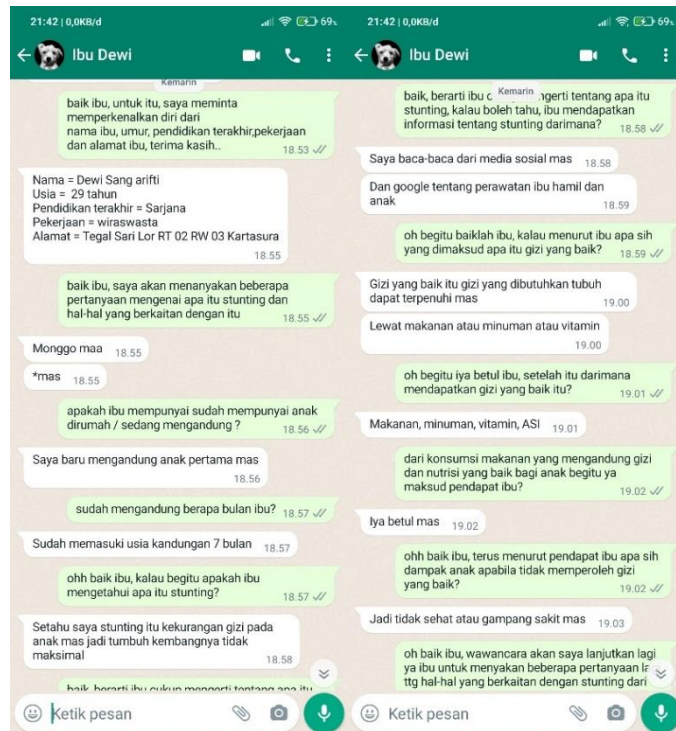 21:42 | 0,0KB/d
69%
Ibu Dewi
Kemarin
baik ibu, untuk itu, saya meminta
memperkenalkan diri dari
nama ibu, umur, pendidikan terakhir,pekerjaan
dan alamat ibu, terima kasih..
18.53
Nama = Dewi Sang arifti
Usia = 29 tahun
Pendidikan terakhir = Sarjana
Pekerjaan = wiraswasta
Alamat = Tegal Sari Lor RT 02 RW 03 Kartasura
18.55
baik ibu, saya akan menanyakan beberapa
pertanyaan mengenai apa itu stunting dan
hal-hal yang berkaitan dengan itu
18.55
Monggo maa 18.55
*mas 18.55
apakah ibu mempunyai sudah mempunyai anak
dirumah / sedang mengandung ?
18.56
Saya baru mengandung anak pertama mas
18.56
sudah mengandung berapa bulan ibu? 18.57
Sudah memasuki usia kandungan 7 bulan 18.57
ohh baik ibu, kalau begitu apakah ibu
mengetahui apa itu stunting?
18.57
Setahu saya stunting itu kekurangan gizi pada
anak mas jadi tumbuh kembangnya tidak
maksimal
18.58
baik, berarti ibu cukup mengerti tentang apa itu
Ketik pesan
21:42 | 0,0KB/d
69%
Ibu Dewi
Kemarin
baik, berarti ibu ngerti tentang apa itu
stunting, kalau boleh tahu, ibu mendapatkan
informasi tentang stunting darimana?
18.58
Saya baca-baca dari media sosial mas 18.58
Dan google tentang perawatan ibu hamil dan
anak
18.59
oh begitu baiklah ibu, kalau menurut ibu apa sih
yang dimaksud apa itu gizi yang baik?
18.59
Gizi yang baik itu gizi yang dibutuhkan tubuh
dapat terpenuhi mas
19.00
Lewat makanan atau minuman atau vitamin
19.00
oh begitu iya betul ibu, setelah itu darimana
mendapatkan gizi yang baik itu?
19.01
Makanan, minuman, vitamin, ASI 19.01
dari konsumsi makanan yang mengandung gizi
dan nutrisi yang baik bagi anak begitu ya
maksud pendapat ibu?
19.02
Iya betul mas 19.02
ohh baik ibu, terus menurut pendapat ibu apa sih
dampak anak apabila tidak memperoleh gizi
yang baik?
19.02
Jadi tidak sehat atau gampang sakit mas 19.03
oh baik ibu, wawancara akan saya lanjutkan lagi
ya ibu untuk menyakan beberapa pertanyaan
ttg hal-hal yang berkaitan dengan stunting dari
Ketik pesan